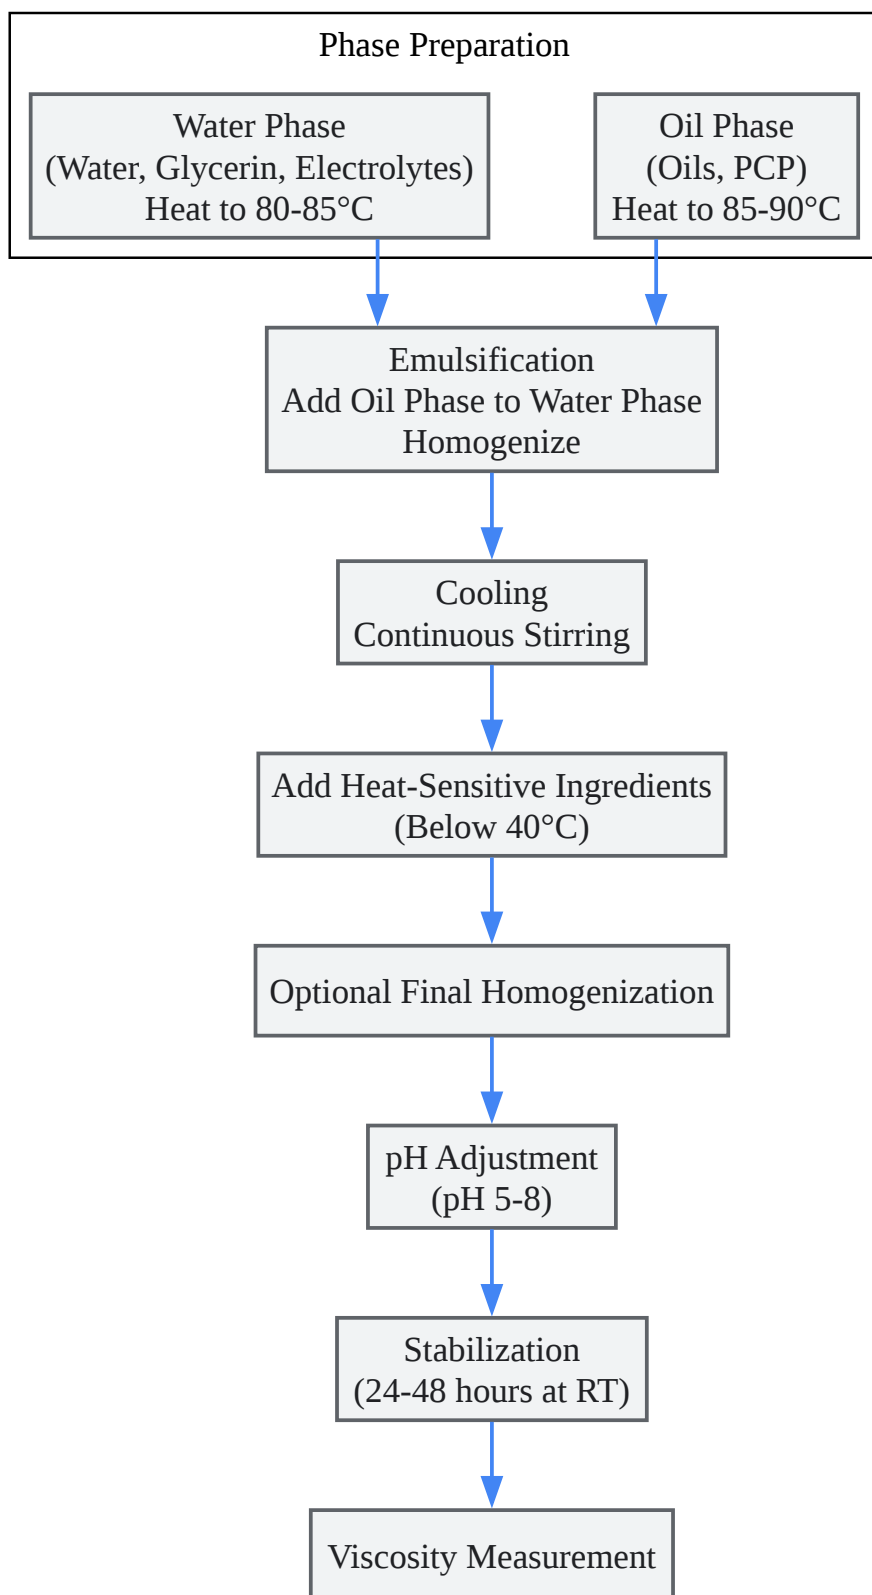 Phase Preparation
Water Phase
(Water, Glycerin, Electrolytes)
Heat to 80-85°C
Oil Phase
(Oils, PCP)
Heat to 85-90°C
Emulsification
Add Oil Phase to Water Phase
Homogenize
Cooling
Continuous Stirring
Add Heat-Sensitive Ingredients
(Below 40°C)
Optional Final Homogenization
pH Adjustment
(pH 5-8)
Stabilization
(24-48 hours at RT)
Viscosity Measurement